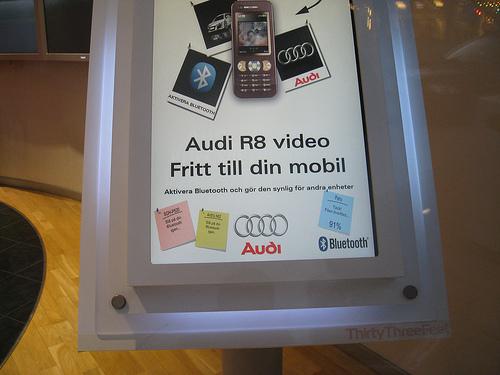 AKTIVERA BLUETOOTH
Audi
Audi R8 video
Fritt till din mobil
Aktivera Bluetooth och gör den synlig för andra enheter
Audi
91%
Bluetooth
ThirtyThreeFeet